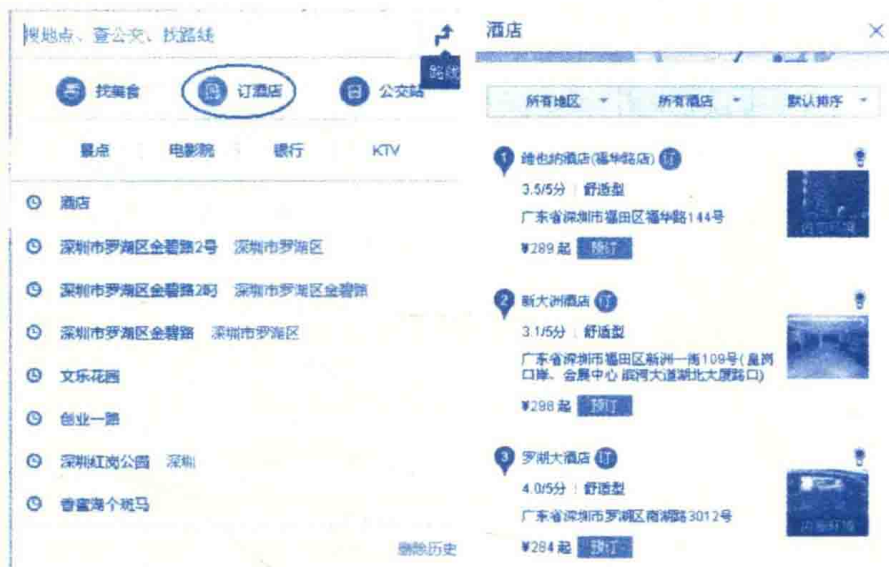 搜地点、查公交、找路线
路线
找美食 订酒店 公交站
景点 电影院 银行 KTV
酒店
深圳市罗湖区金碧路2号 深圳市罗湖区
深圳市罗湖区金碧路2时 深圳市罗湖区金碧路
深圳市罗湖区金碧路 深圳市罗湖区
文乐花园
创业一路
深圳红岗公园 深圳
香蜜湖个斑马
删除历史
酒店
所有地区 所有酒店 默认排序
1 维也纳酒店(福华路店) 订
3.5/5分 舒适型
广东省深圳市福田区福华路144号
¥289起 预订
2 新大洲酒店 订
3.1/5分 舒适型
广东省深圳市福田区新洲一街109号(皇岗
口岸、会展中心 滨河大道湖北大厦路口)
¥298起 预订
3 罗湖大酒店 订
4.0/5分 舒适型
广东省深圳市罗湖区南湖路3012号
¥284起 预订